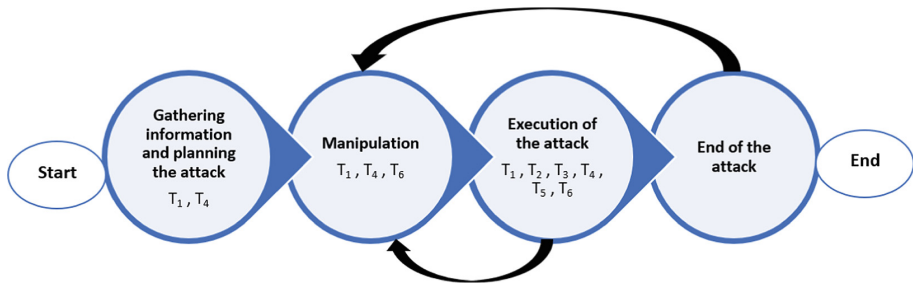 Start
Gathering
information
and planning
the attack
T₁ , T₄
Manipulation
T₁ , T₄ , T₆
Execution of
the attack
T₁ , T₂ , T₃ , T₄ ,
T₅ , T₆
End of the
attack
End